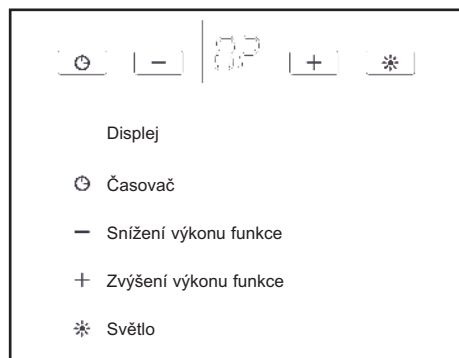 Displej
Časovač
− Snížení výkonu funkce
+ Zvýšení výkonu funkce
Světlo